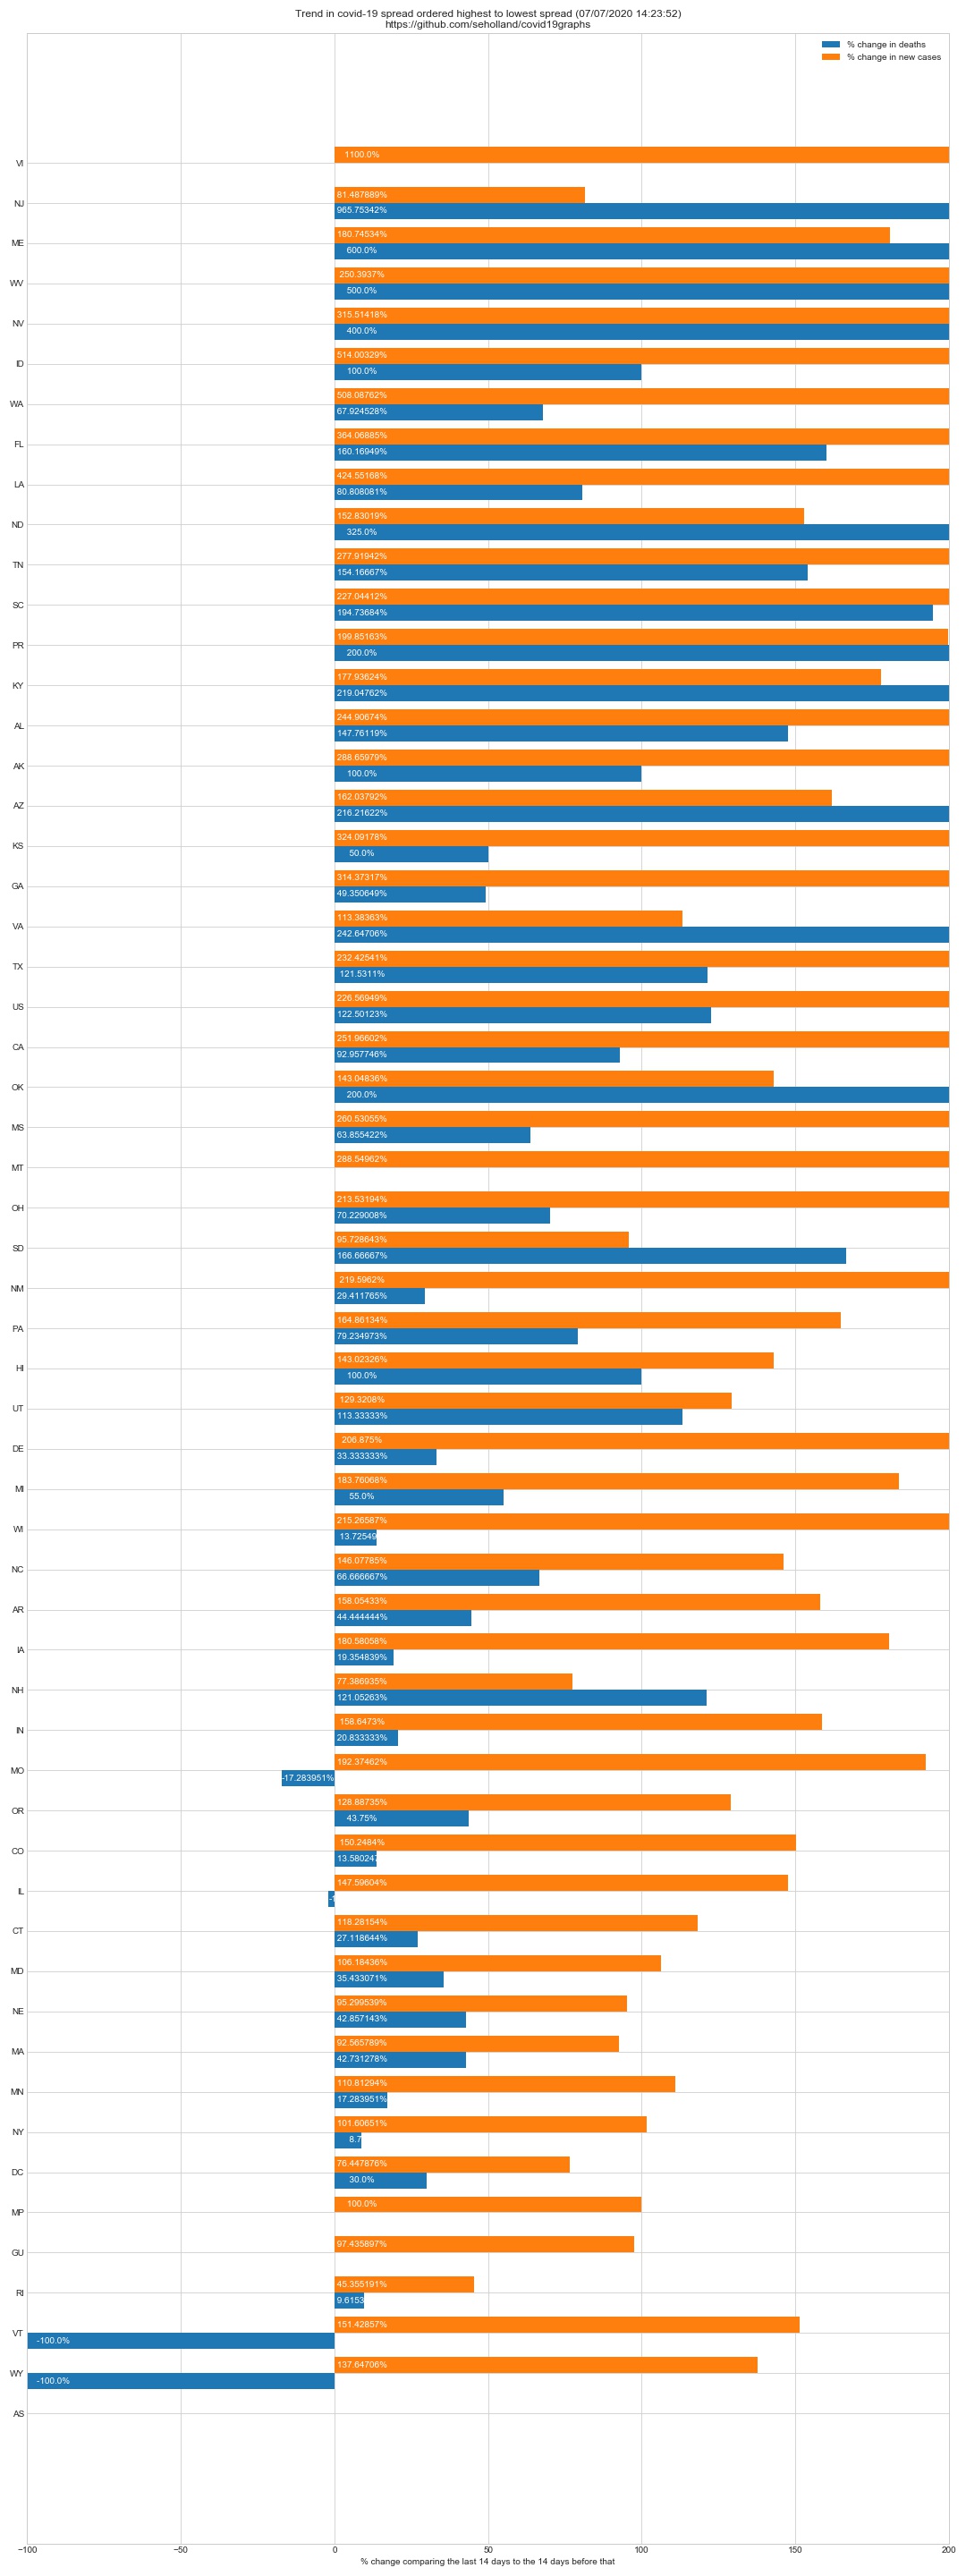 Trend in covid-19 spread ordered highest to lowest spread (07/07/2020 14:23:52)
https://github.com/seholland/covid19graphs
% change in deaths
% change in new cases
1100.0%
VI
81.487889%
NJ
965.75342%
180.74534%
ME
600.0%
250.3937%
WV
500.0%
315.51418%
NV
400.0%
514.00329%
ID
100.0%
508.08762%
WA
67.924528%
364.06885%
FL
160.16949%
424.55168%
LA
80.808081%
152.83019%
ND
325.0%
277.91942%
TN
154.16667%
227.04412%
SC
194.73684%
199.85163%
PR
200.0%
177.93624%
KY
219.04762%
244.90674%
AL
147.76119%
288.65979%
AK
100.0%
162.03792%
AZ
216.21622%
324.09178%
KS
50.0%
314.37317%
GA
49.350649%
113.38363%
VA
242.64706%
232.42541%
TX
121.5311%
226.56949%
US
122.50123%
251.96602%
CA
92.957746%
143.04836%
OK
200.0%
260.53055%
MS
63.855422%
288.54962%
MT
213.53194%
OH
70.229008%
95.728643%
SD
166.66667%
219.5962%
NM
29.411765%
164.86134%
PA
79.234973%
143.02326%
HI
100.0%
129.3208%
UT
113.33333%
206.875%
DE
33.333333%
183.76068%
MI
55.0%
215.26587%
WI
13.72549
146.07785%
NC
66.666667%
158.05433%
AR
44.444444%
180.58058%
IA
19.354839%
77.386935%
NH
121.05263%
158.6473%
IN
20.833333%
192.37462%
MO
-17.283951%
128.88735%
OR
43.75%
150.2484%
CO
13.580247
147.59604%
IL
118.28154%
CT
27.118644%
106.18436%
MD
35.433071%
95.299539%
NE
42.857143%
92.565789%
MA
42.731278%
110.81294%
MN
17.283951%
101.60651%
NY
8.7
76.447876%
DC
30.0%
100.0%
MP
97.435897%
GU
45.355191%
RI
9.6153
151.42857%
VT
-100.0%
137.64706%
WY
-100.0%
AS
−100 −50 0 50 100 150 200
% change comparing the last 14 days to the 14 days before that